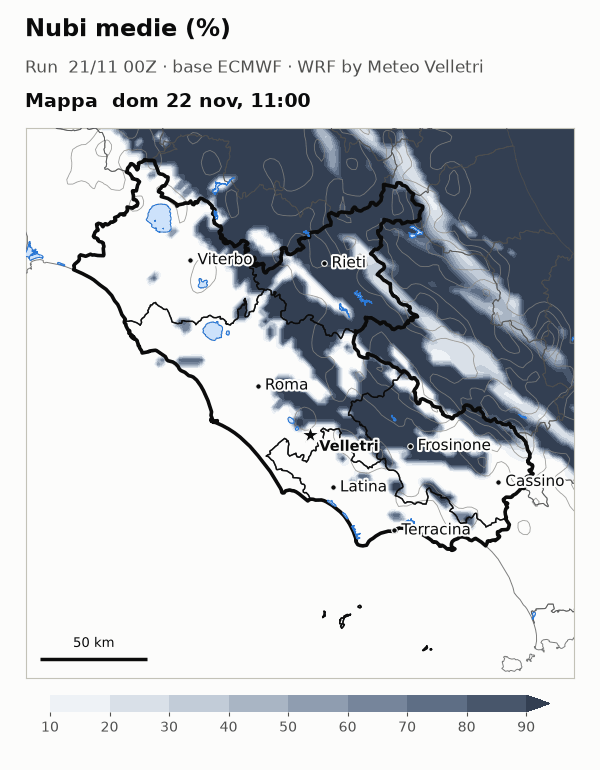 Nubi medie (%)
Run 21/11 00Z · base ECMWF · WRF by Meteo Velletri
Mappa dom 22 nov, 11:00
Viterbo
Rieti
Roma
Velletri
Frosinone
Latina
Cassino
Terracina
50 km
10 20 30 40 50 60 70 80 90